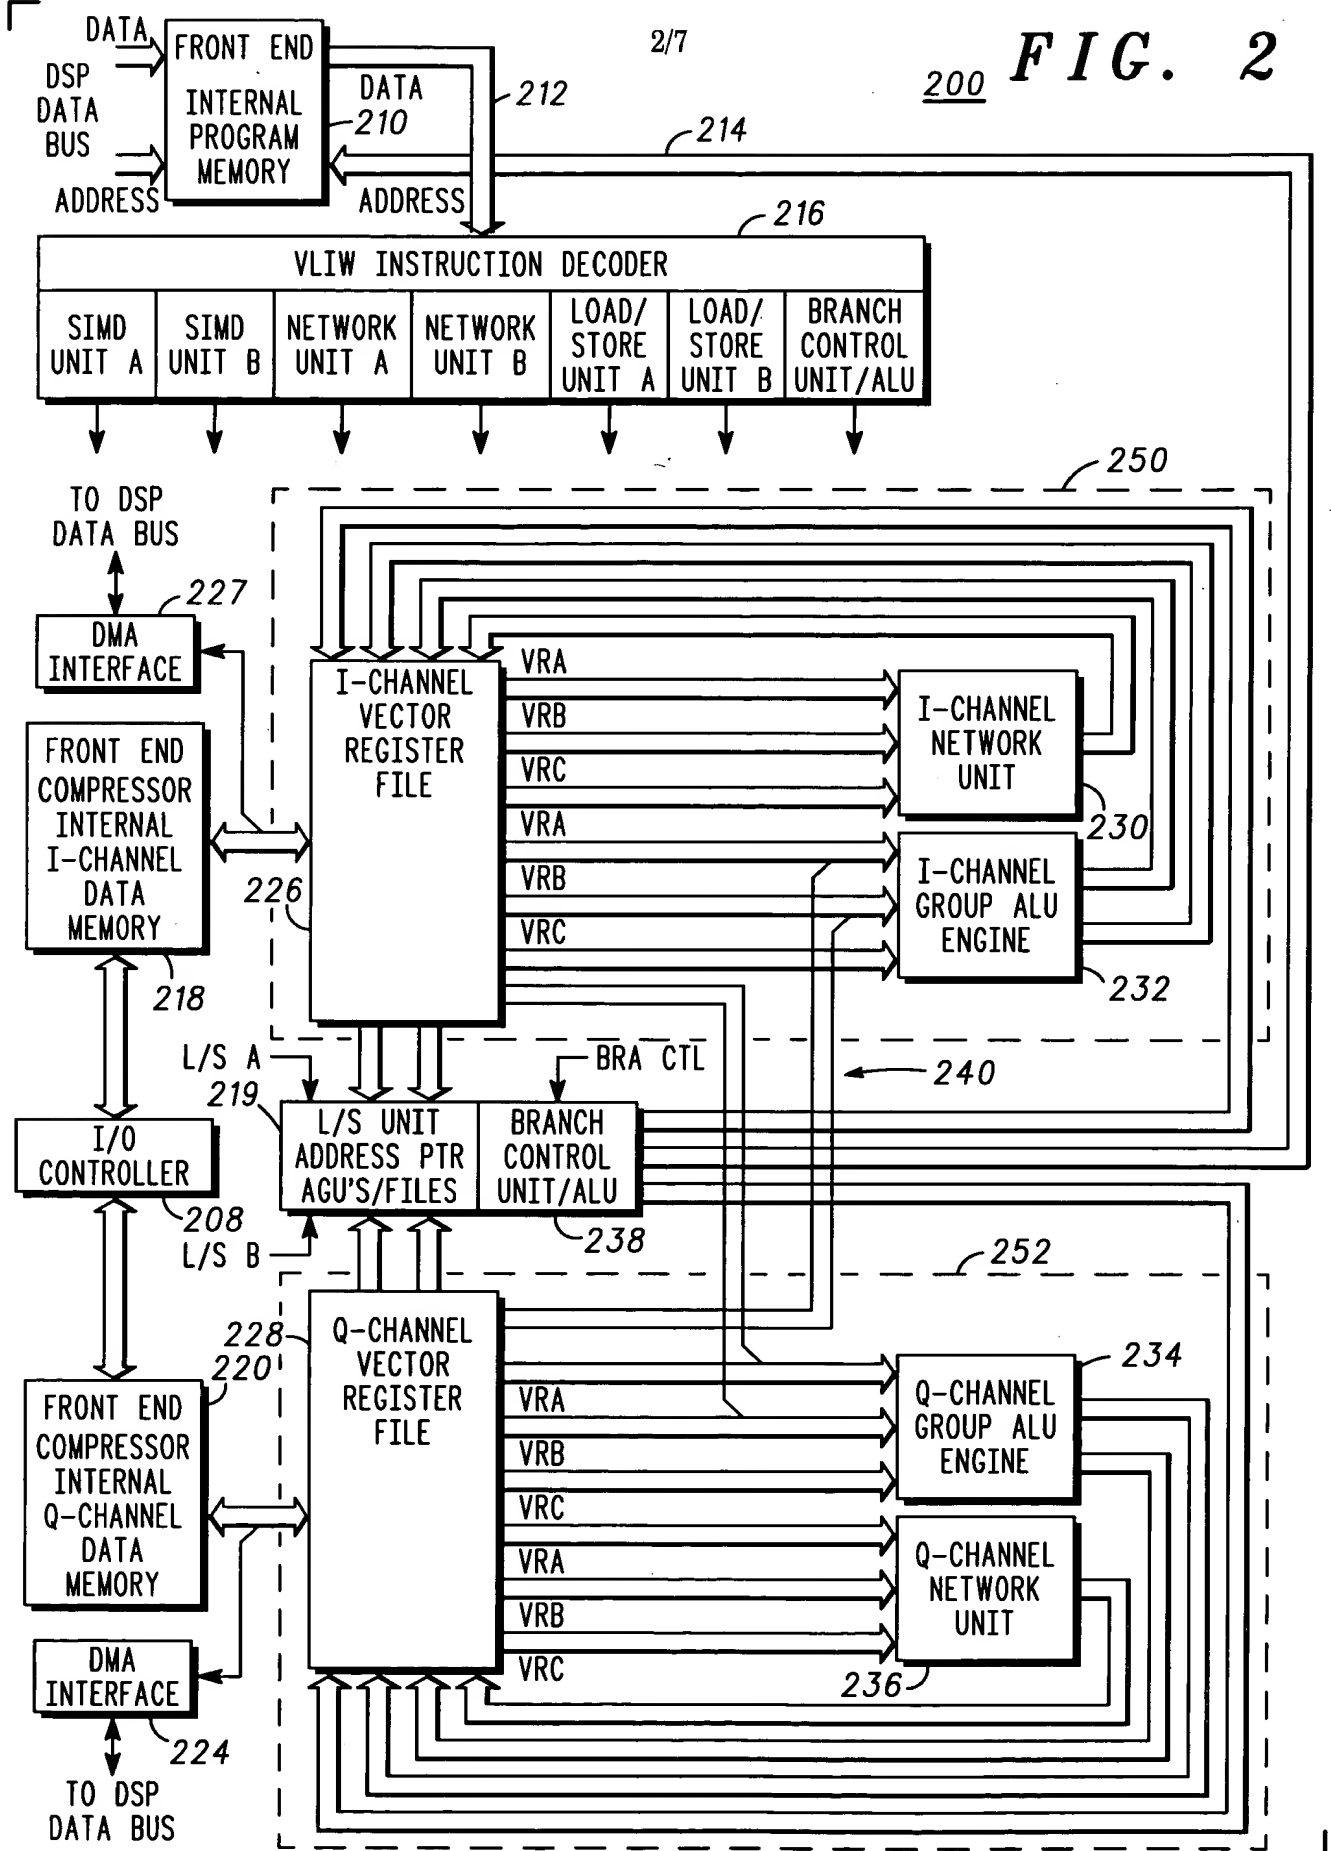 2/7
FIG. 2
200
DATA
DSP
DATA
BUS
ADDRESS
FRONT END
INTERNAL
PROGRAM
MEMORY
DATA
210
212
214
ADDRESS
216
VLIW INSTRUCTION DECODER
SIMD
UNIT A
SIMD
UNIT B
NETWORK
UNIT A
NETWORK
UNIT B
LOAD/
STORE
UNIT A
LOAD/
STORE
UNIT B
BRANCH
CONTROL
UNIT/ALU
250
TO DSP
DATA BUS
227
DMA
INTERFACE
FRONT END
COMPRESSOR
INTERNAL
I-CHANNEL
DATA
MEMORY
218
226
I-CHANNEL
VECTOR
REGISTER
FILE
VRA
VRB
VRC
VRA
VRB
VRC
I-CHANNEL
NETWORK
UNIT
230
I-CHANNEL
GROUP ALU
ENGINE
232
L/S A
219
BRA CTL
240
L/S UNIT
ADDRESS PTR
AGU'S/FILES
BRANCH
CONTROL
UNIT/ALU
238
L/S B
I/O
CONTROLLER
208
252
228
220
Q-CHANNEL
VECTOR
REGISTER
FILE
FRONT END
COMPRESSOR
INTERNAL
Q-CHANNEL
DATA
MEMORY
VRA
VRB
VRC
VRA
VRB
VRC
234
Q-CHANNEL
GROUP ALU
ENGINE
Q-CHANNEL
NETWORK
UNIT
236
DMA
INTERFACE
224
TO DSP
DATA BUS